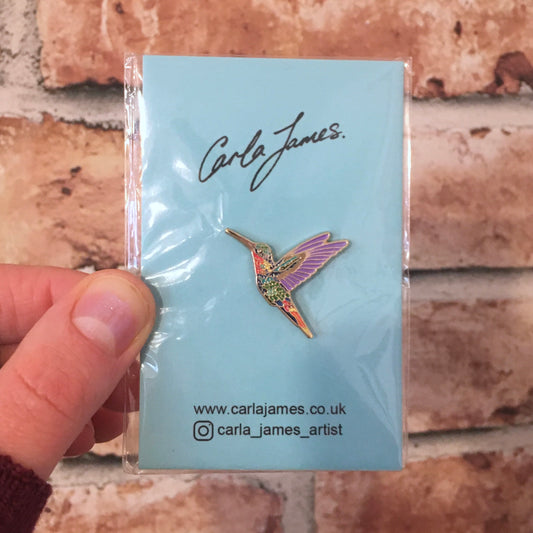 Carla James.
www.carlajames.co.uk
carla_james_artist